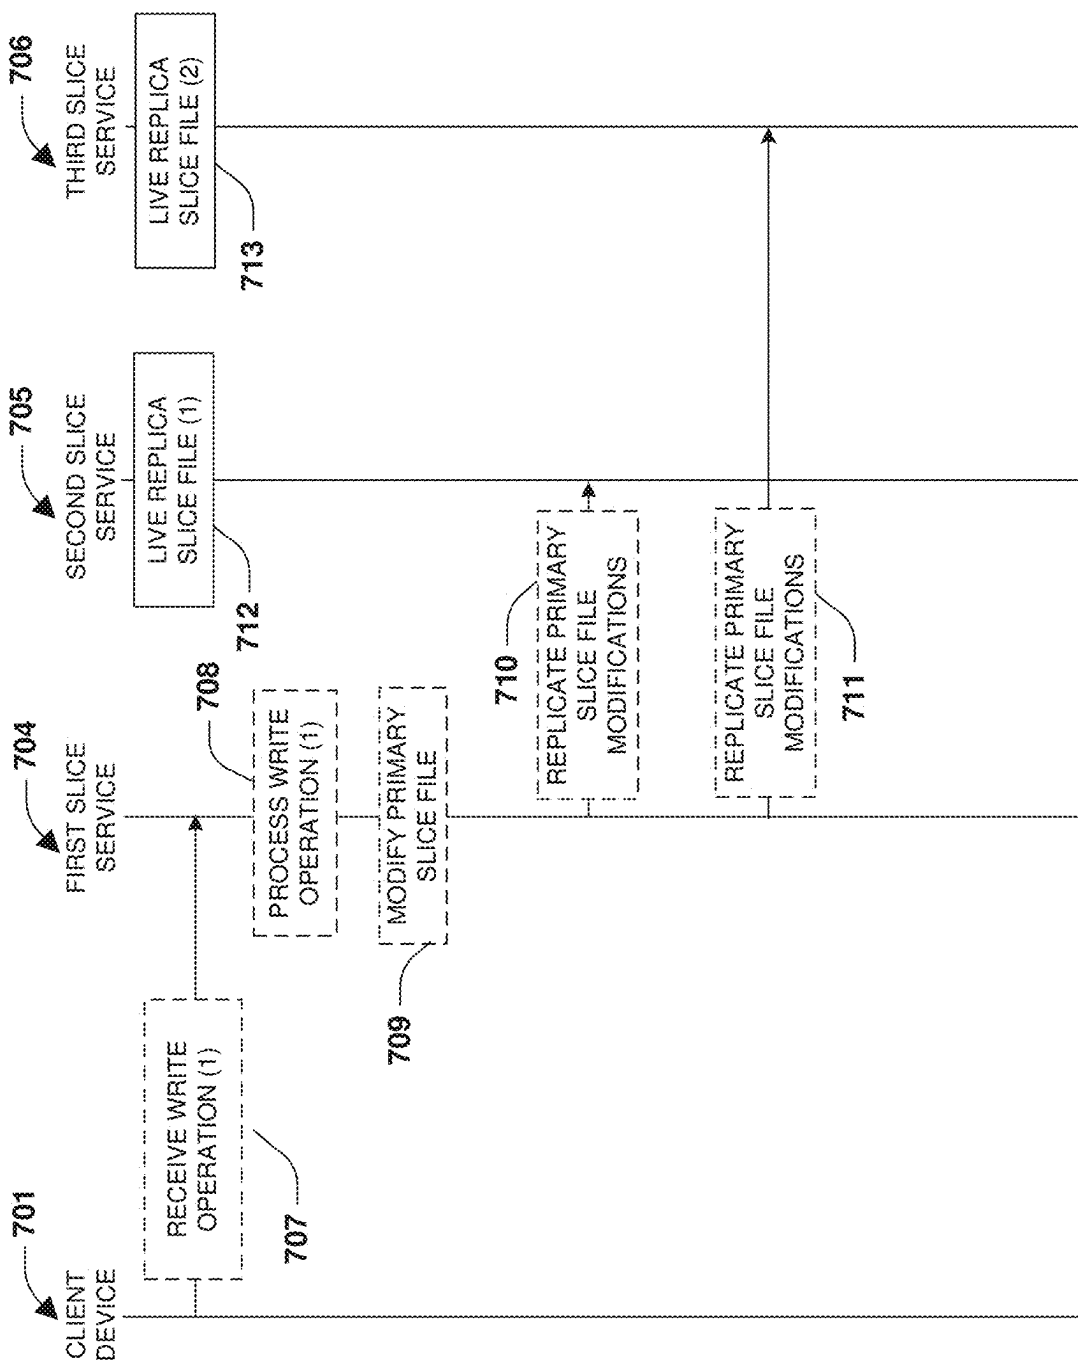 701
CLIENT
DEVICE
704
FIRST SLICE
SERVICE
705
SECOND SLICE
SERVICE
706
THIRD SLICE
SERVICE
RECEIVE WRITE
OPERATION (1)
707
LIVE REPLICA
SLICE FILE (1)
712
LIVE REPLICA
SLICE FILE (2)
713
708
PROCESS WRITE
OPERATION (1)
MODIFY PRIMARY
SLICE FILE
709
710
REPLICATE PRIMARY
SLICE FILE
MODIFICATIONS
REPLICATE PRIMARY
SLICE FILE
MODIFICATIONS
711